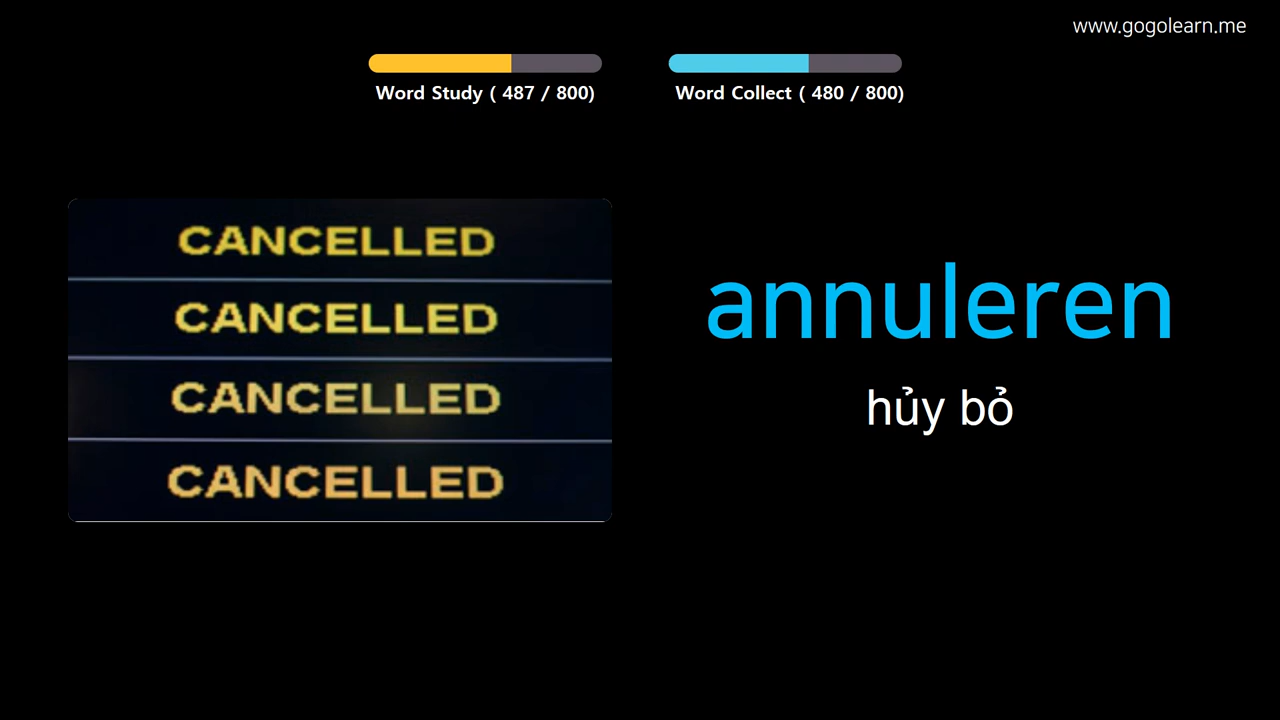 www.gogolearn.me
Word Study ( 487 / 800)
Word Collect ( 480 / 800)
CANCELLED
CANCELLED
CANCELLED
CANCELLED
annuleren
hủy bỏ